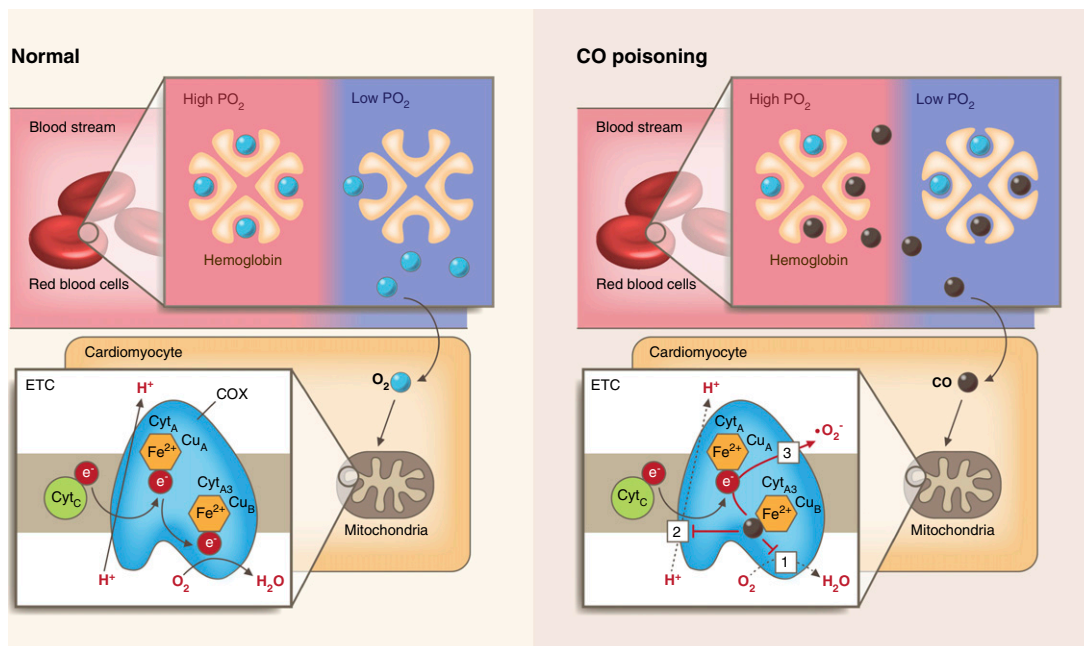 Normal
High PO2
Low PO2
Blood stream
Hemoglobin
Red blood cells
Cardiomyocyte
ETC
H+
COX
O2
CytA
CuA
Fe2+
e-
e-
CytC
CytA3
Fe2+
CuB
e-
Mitochondria
H+
O2
H2O
CO poisoning
High PO2
Low PO2
Blood stream
Hemoglobin
Red blood cells
Cardiomyocyte
ETC
H+
CO
CytA
•O2-
CuA
Fe2+
3
e-
e-
CytC
CytA3
Fe2+
CuB
2
Mitochondria
1
H+
O2
H2O